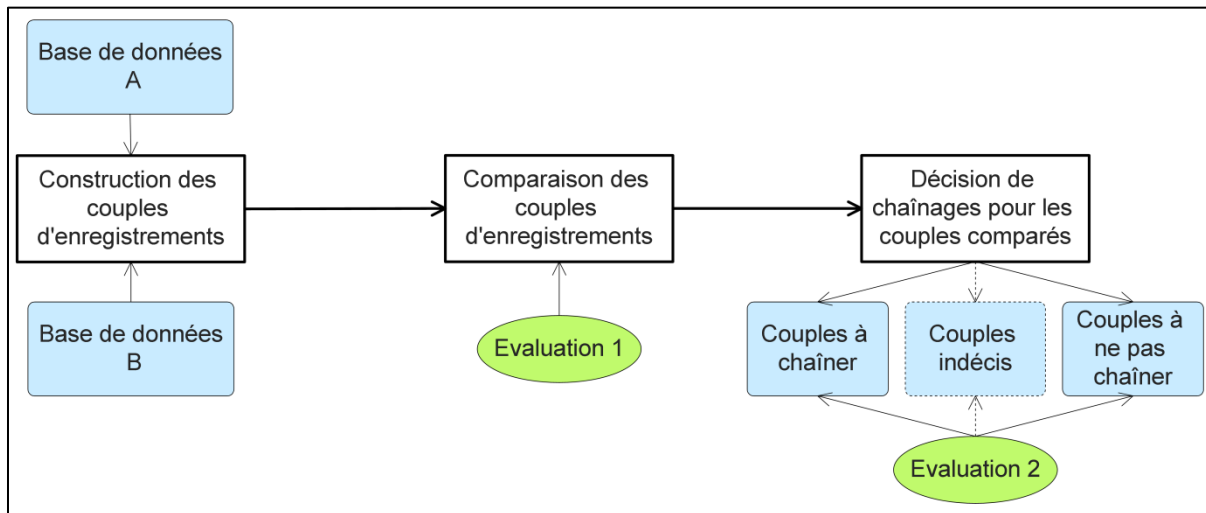 Base de données
A
Construction des
couples
d'enregistrements
Base de données
B
Comparaison des
couples
d'enregistrements
Evaluation 1
Décision de
chaînages pour les
couples comparés
Couples à
chaîner
Couples
indécis
Couples à
ne pas
chaîner
Evaluation 2